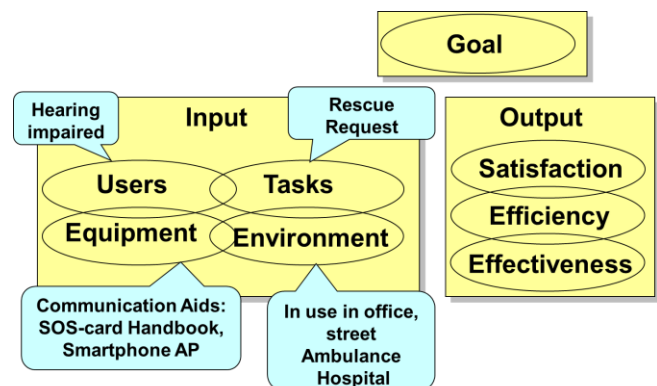 Goal
Hearing
impaired
Input
Rescue
Request
Output
Users
Tasks
Equipment
Environment
Satisfaction
Efficiency
Effectiveness
Communication Aids:
SOS-card Handbook,
Smartphone AP
In use in office,
street
Ambulance
Hospital